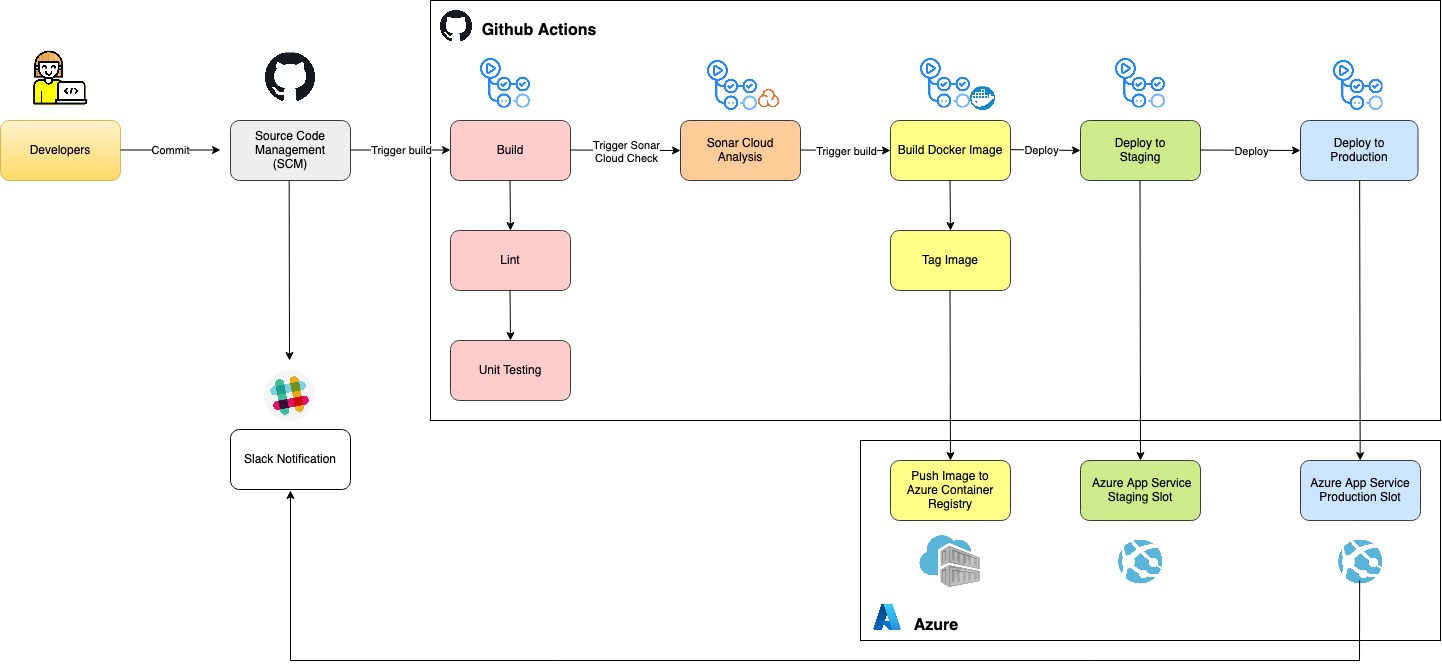 Github Actions
Developers
Commit
Source Code
Management
(SCM)
Trigger build
Build
Trigger Sonar
Cloud Check
Sonar Cloud
Analysis
Trigger build
Build Docker Image
Deploy
Deploy to
Staging
Deploy
Deploy to
Production
Lint
Tag Image
Unit Testing
Slack Notification
Push Image to
Azure Container
Registry
Azure App Service
Staging Slot
Azure App Service
Production Slot
Azure